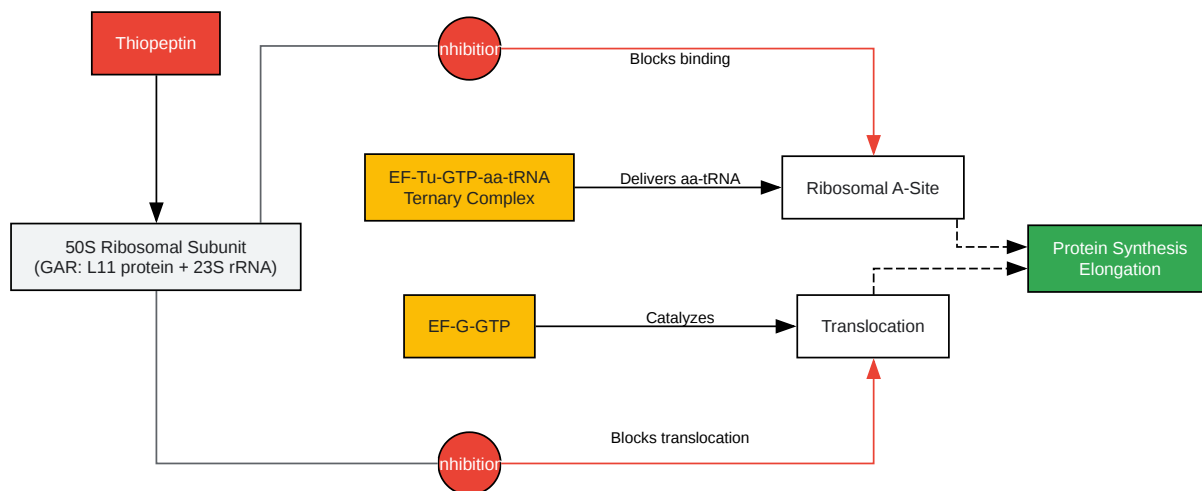 Thiopeptin
nhibition
Blocks binding
EF-Tu-GTP-aa-tRNA
Ternary Complex
Delivers aa-tRNA
Ribosomal A-Site
50S Ribosomal Subunit
(GAR: L11 protein + 23S rRNA)
Protein Synthesis
Elongation
EF-G-GTP
Catalyzes
Translocation
nhibition
Blocks translocation